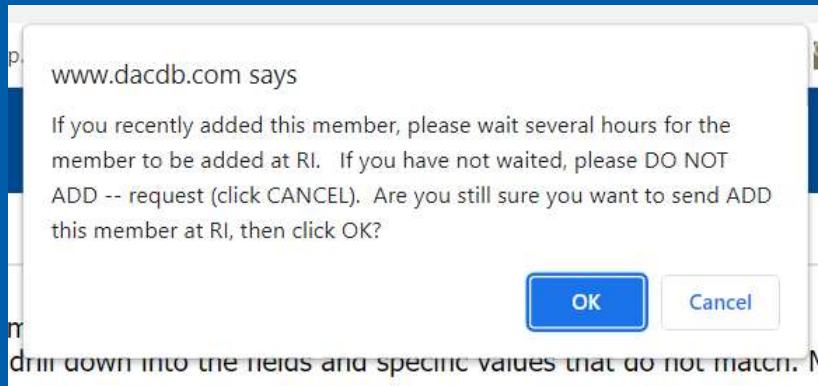 p.
www.dacdb.com says
If you recently added this member, please wait several hours for the
member to be added at RI. If you have not waited, please DO NOT
ADD -- request (click CANCEL). Are you still sure you want to send ADD
this member at RI, then click OK?
OK Cancel
m
drill down into the fields and specific values that do not match. M